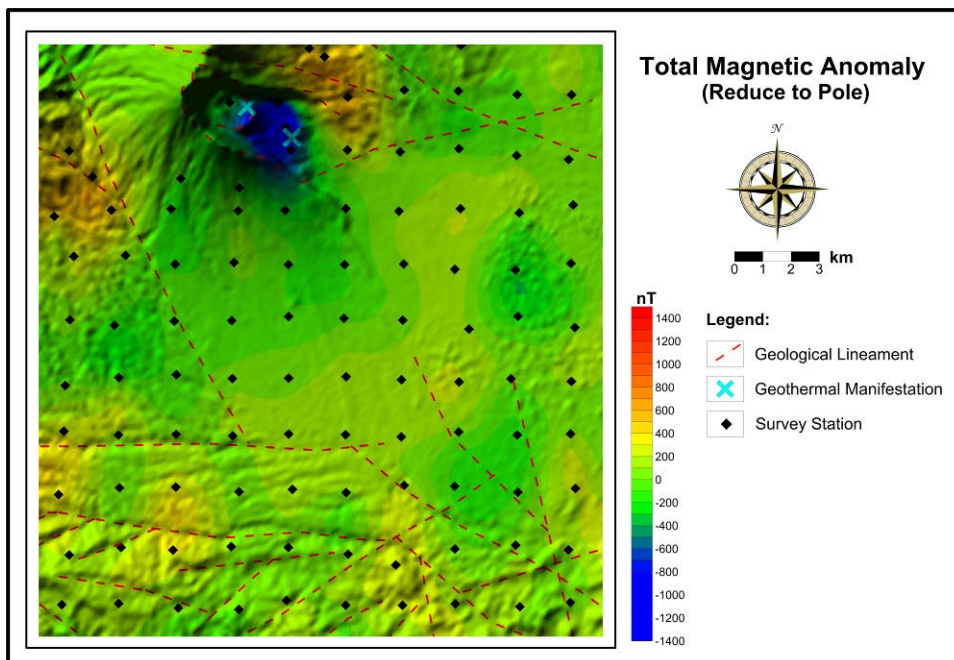 Total Magnetic Anomaly
(Reduce to Pole)
N
0 1 2 3 km
nT
1400
1200
1000
800
600
400
200
0
-200
-400
-600
-800
-1000
-1200
-1400
Legend:
Geological Lineament
Geothermal Manifestation
Survey Station